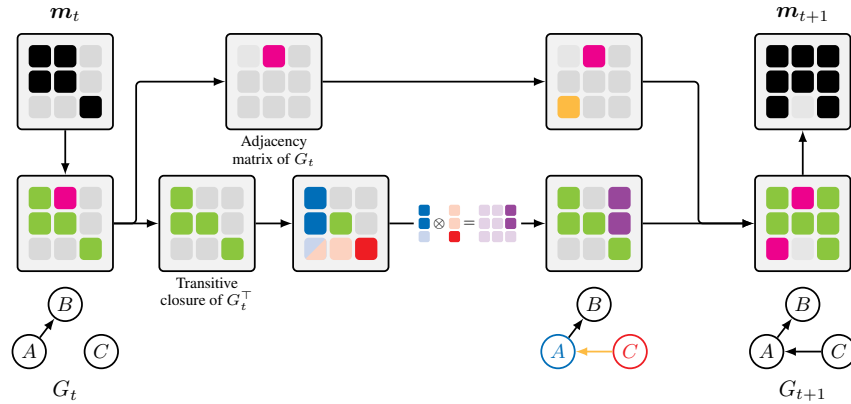 m_t
m_{t+1}
Adjacency
matrix of G_t
⊗ =
Transitive
closure of G_t^⊤
B
A
C
G_t
B
A
C
B
A
C
G_{t+1}